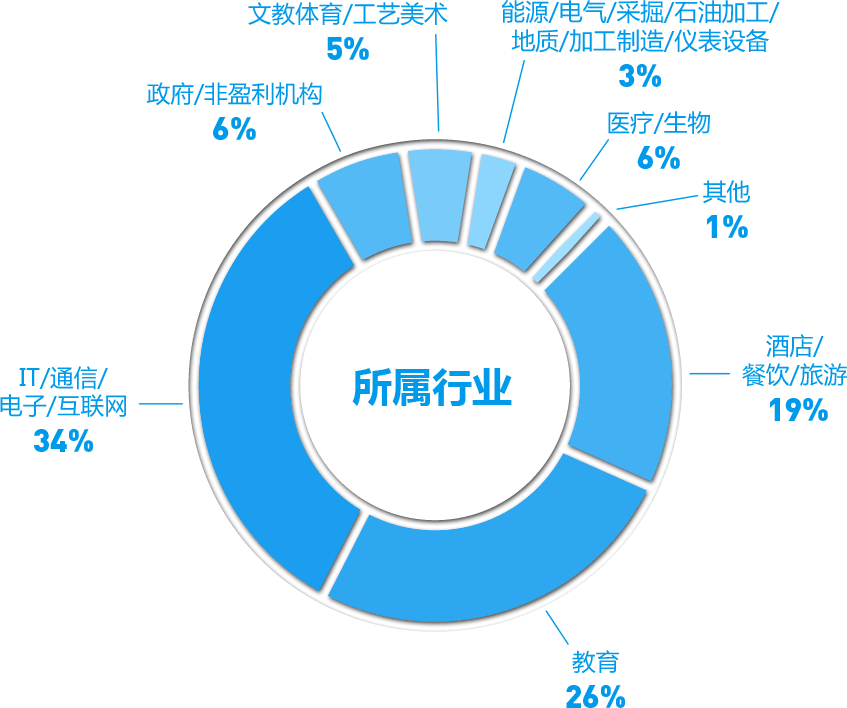 文教体育/工艺美术
5%
能源/电气/采掘/石油加工/
地质/加工制造/仪表设备
3%
政府/非盈利机构
6%
医疗/生物
6%
其他
1%
酒店/
餐饮/旅游
19%
IT/通信/
电子/互联网
34%
所属行业
教育
26%